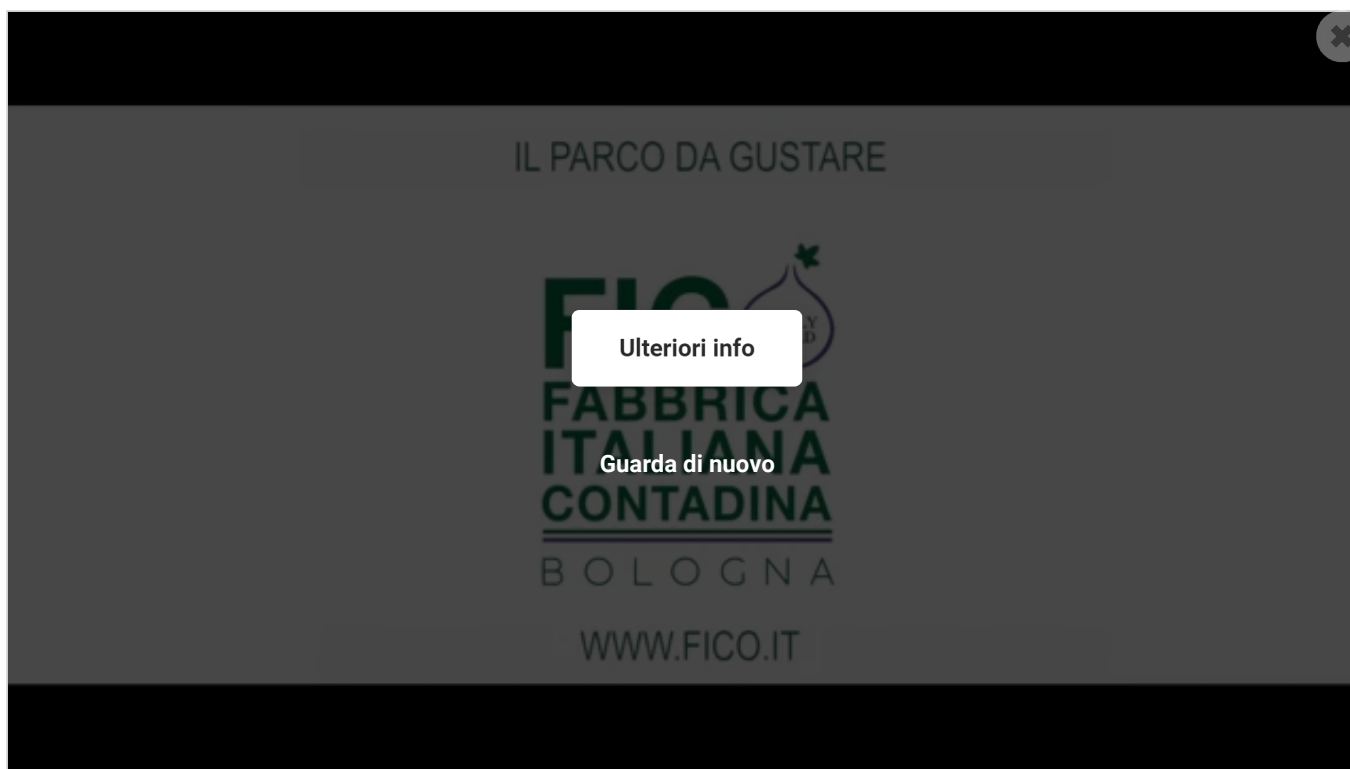 IL PARCO DA GUSTARE
FICO
Ulteriori info
FABBRICA
ITALIANA
Guarda di nuovo
CONTADINA
BOLOGNA
WWW.FICO.IT